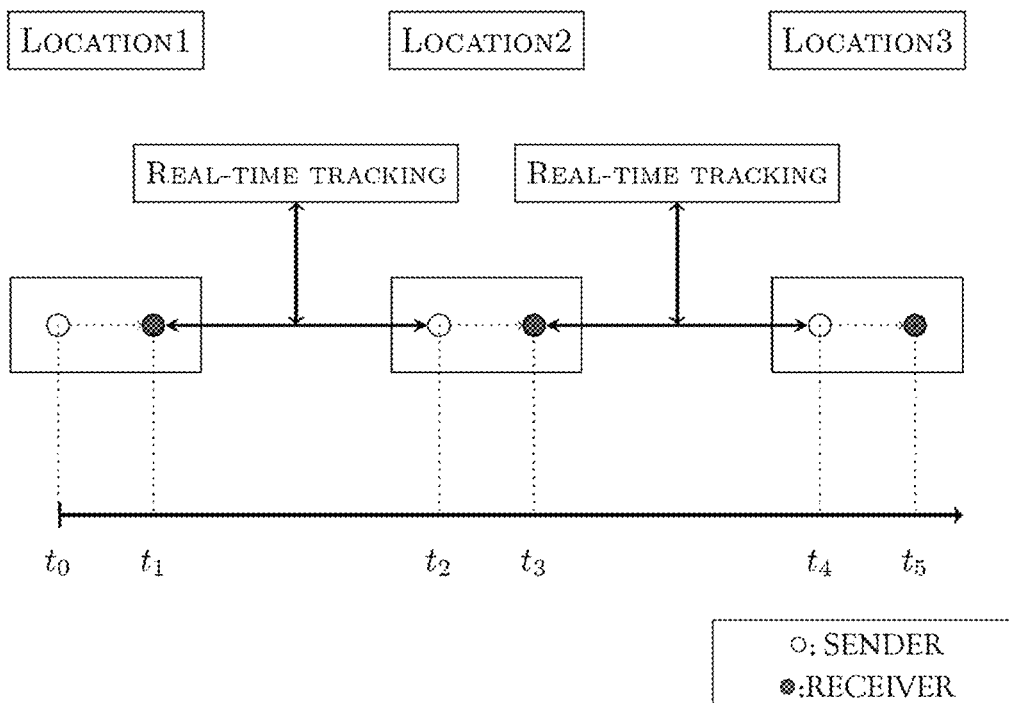 LOCATION1
LOCATION2
LOCATION3
REAL-TIME TRACKING
REAL-TIME TRACKING
t₀
t₁
t₂
t₃
t₄
t₅
○: SENDER
●:RECEIVER